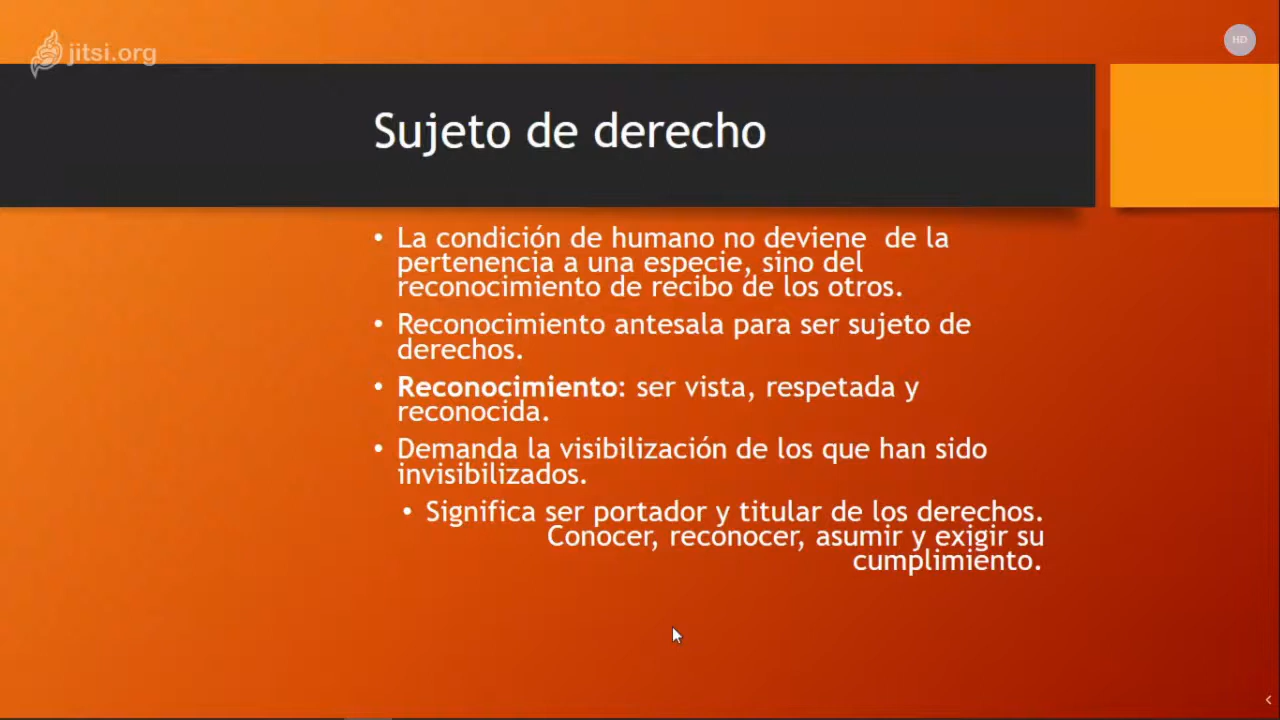 jitsi.org
HD
Sujeto de derecho
• La condición de humano no deviene  de la
pertenencia a una especie, sino del
reconocimiento de recibo de los otros.
• Reconocimiento antesala para ser sujeto de
derechos.
• Reconocimiento: ser vista, respetada y
reconocida.
• Demanda la visibilización de los que han sido
invisibilizados.
• Significa ser portador y titular de los derechos.
Conocer, reconocer, asumir y exigir su
cumplimiento.